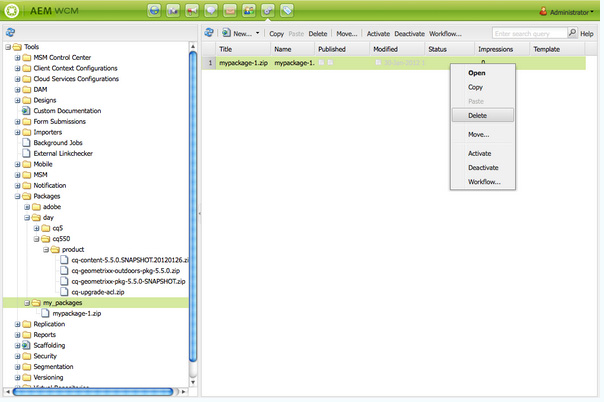 AEM WCM
Administrator
New... Copy Paste Delete Move... Activate Deactivate Workflow... Enter search query Help
Title Name Published Modified Status Impressions Template
1 mypackage-1.zip mypackage-1. 0
Open
Copy
Paste
Delete
Move...
Activate
Deactivate
Workflow...
Tools
MSM Control Center
Client Context Configurations
Cloud Services Configurations
DAM
Designs
Custom Documentation
Form Submissions
Importers
Background Jobs
External Linkchecker
Mobile
MSM
Notification
Packages
adobe
day
cq5
cq550
product
cq-content-5.5.0.SNAPSHOT.20120126.zi
cq-geometrixx-outdoors-pkg-5.5.0.zip
cq-geometrixx-pkg-5.5.0-SNAPSHOT.zip
cq-upgrade-acl.zip
my_packages
mypackage-1.zip
Replication
Reports
Scaffolding
Security
Segmentation
Versioning
Virtual Repositories